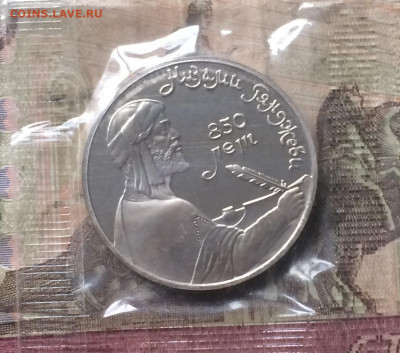 COINS.LAVE.RU
Низами Гянджеви
850
лет